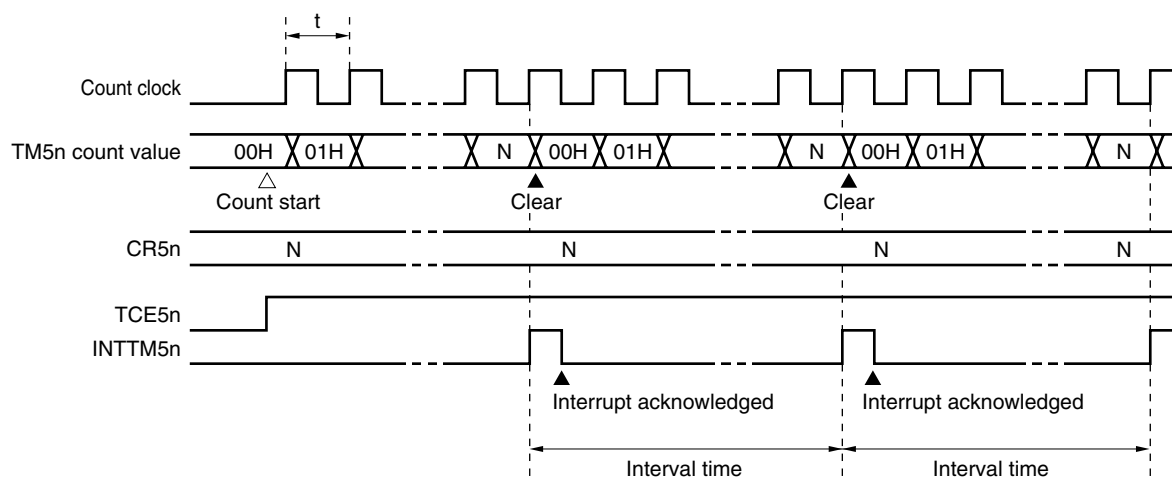 t
Count clock
TM5n count value
00H 01H N 00H 01H N 00H 01H N
Count start Clear Clear
CR5n
N N N N
TCE5n
INTTM5n
Interrupt acknowledged Interrupt acknowledged
Interval time Interval time